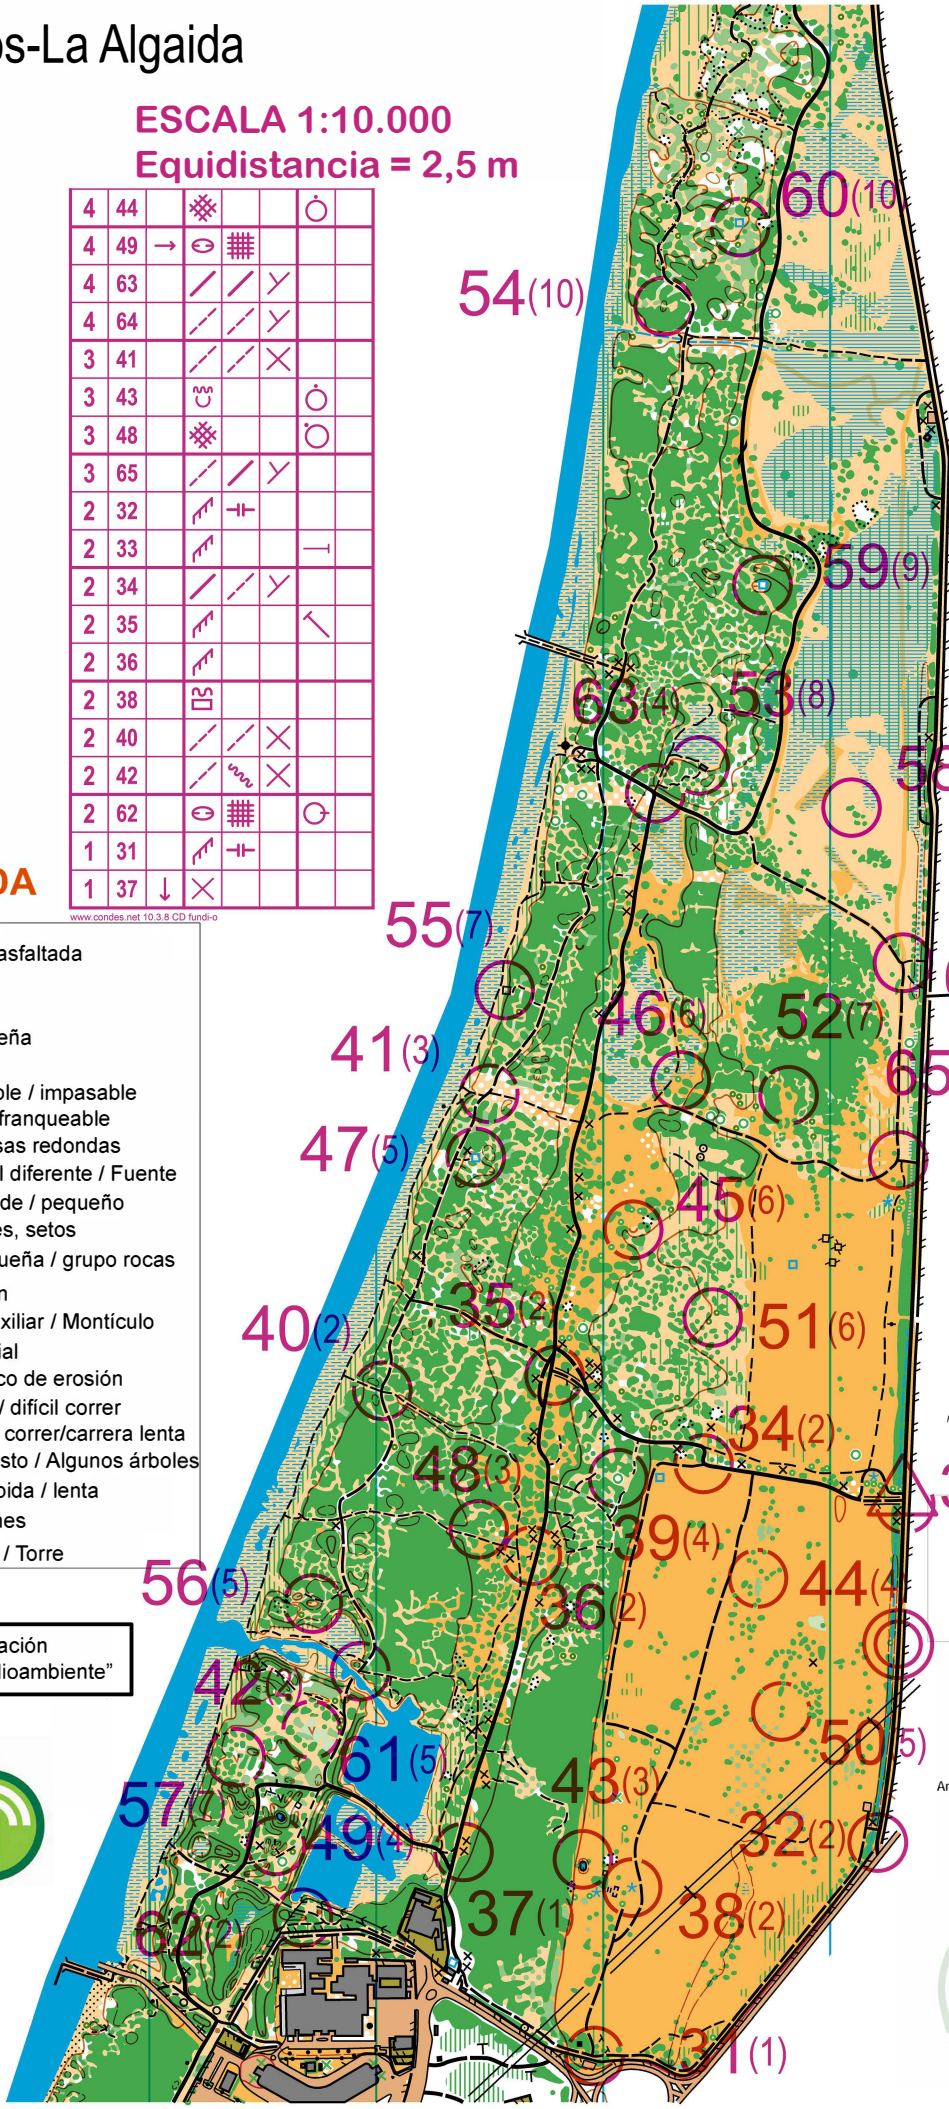 os-La Algaida
ESCALA 1:10.000
Equidistancia = 2,5 m
4 44
4 49
4 63
4 64
3 41
3 43
3 48
3 65
2 32
2 33
2 34
2 35
2 36
2 38
2 40
2 42
2 62
1 31
1 37
www.condes.net 10.3.8 CD fundi-o
DA
asfaltada
eña
ble / impasable
franqueable
sas redondas
l diferente / Fuente
de / pequeño
es, setos
ueña / grupo rocas
n
xiliar / Montículo
ial
co de erosión
/ difícil correr
correr/carrera lenta
sto / Algunos árboles
pida / lenta
nes
/ Torre
ación
dioambiente”
60(10)
54(10)
59(9)
63(4)
53(8)
55(7)
46(6)
52(7)
41(3)
65
47(5)
45(6)
35(2)
40(2)
51(6)
34(2)
48(3)
39(4)
56(5)
44(4
36(2)
42(2)
61(5)
50(5)
43(3)
57(
49(4)
32(2)
37(1)
38(2)
62(2)
31(1)